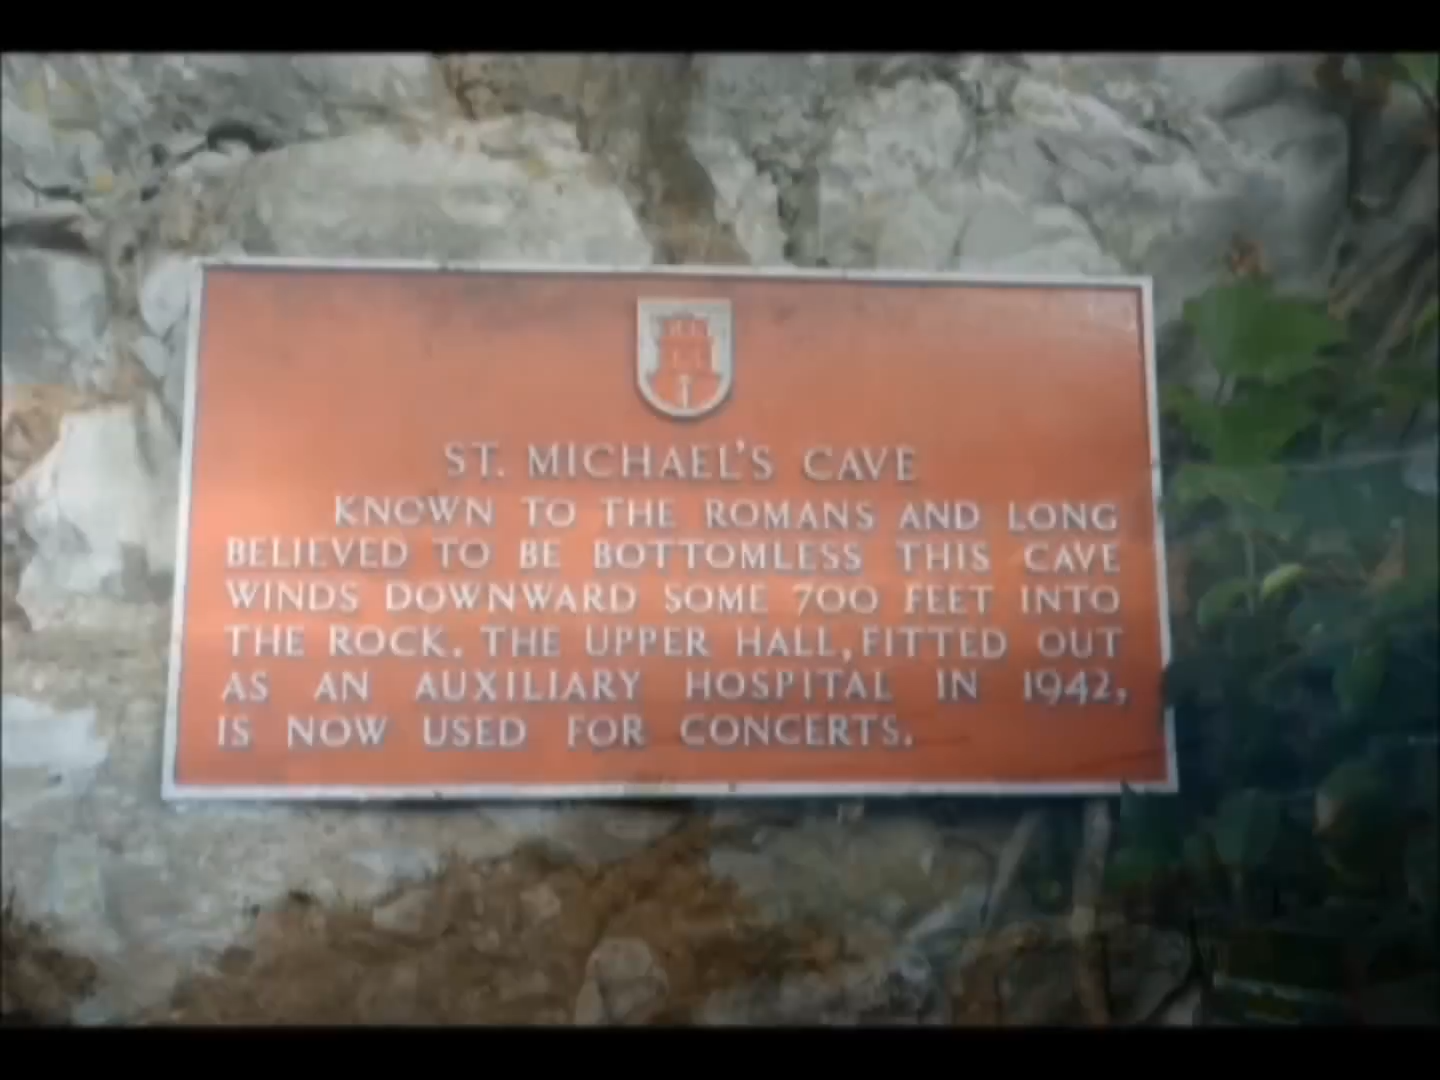 ST. MICHAEL'S CAVE
KNOWN TO THE ROMANS AND LONG
BELIEVED TO BE BOTTOMLESS THIS CAVE
WINDS DOWNWARD SOME 700 FEET INTO
THE ROCK. THE UPPER HALL, FITTED OUT
AS AN AUXILIARY HOSPITAL IN 1942,
IS NOW USED FOR CONCERTS.